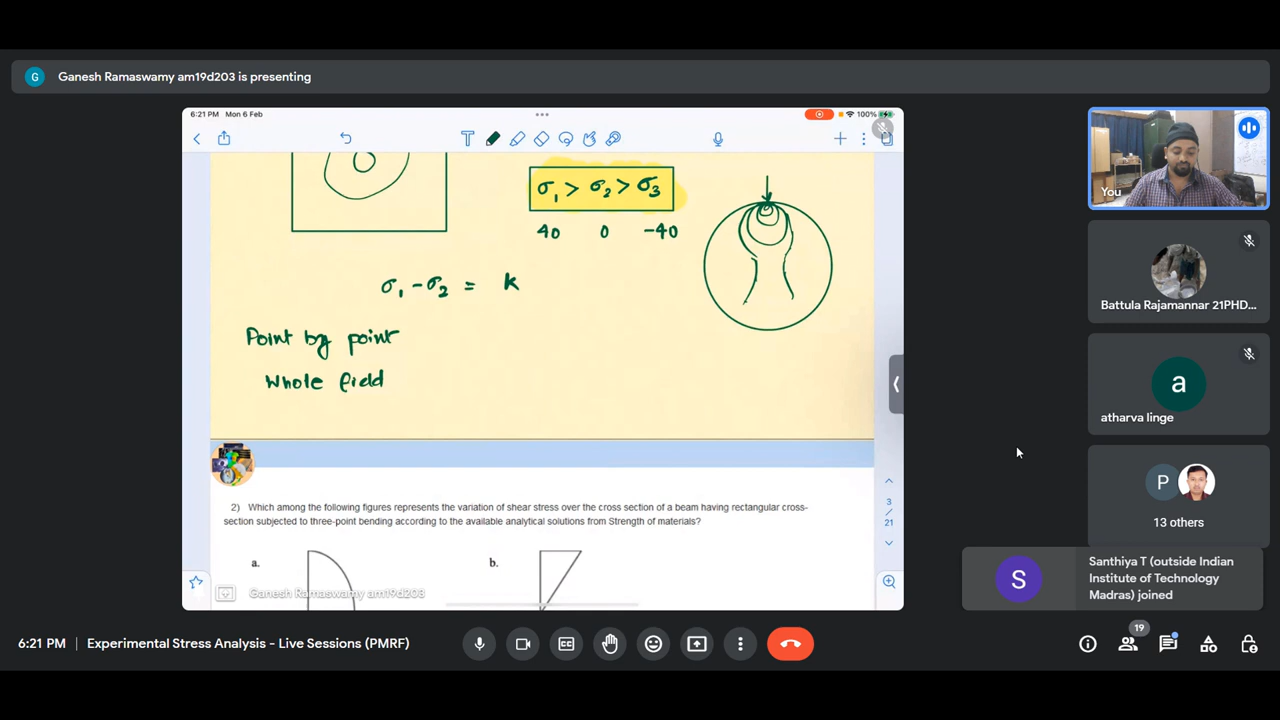 G Ganesh Ramaswamy am19d203 is presenting
6:21 PM Mon 6 Feb
100%
T
σ₁ > σ₂ > σ₃
40 0 -40
σ₁ - σ₂ = k
Point by point
Whole field
2) Which among the following figures represents the variation of shear stress over the cross section of a beam having rectangular cross-
section subjected to three-point bending according to the available analytical solutions from Strength of materials?
a.
b.
3
/
21
Ganesh Ramaswamy am19d203
You
Battula Rajamannar 21PHD...
a
atharva linge
P
13 others
S
Santhiya T (outside Indian
Institute of Technology
Madras) joined
6:21 PM | Experimental Stress Analysis - Live Sessions (PMRF)
19